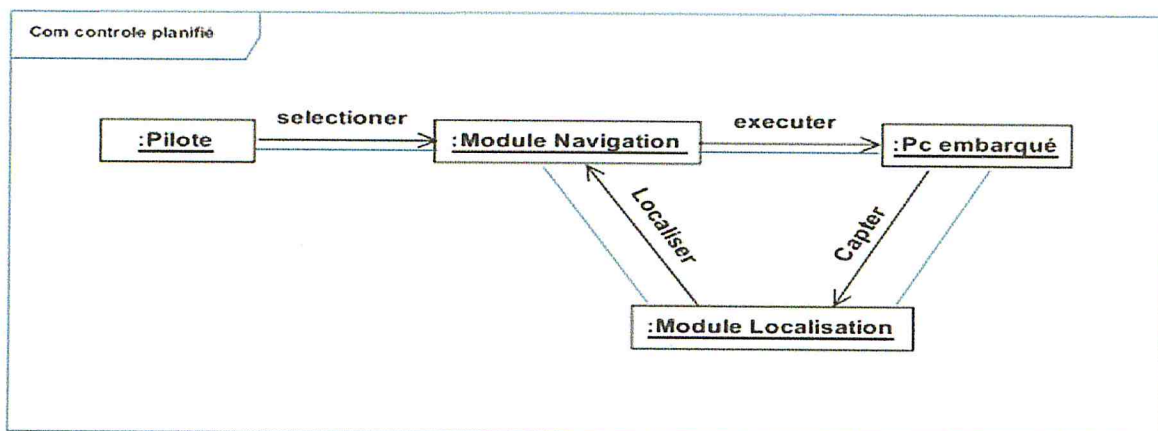 Com controle planifié
:Pilote
selectioner
:Module Navigation
executer
:Pc embarqué
Localiser
Capter
:Module Localisation